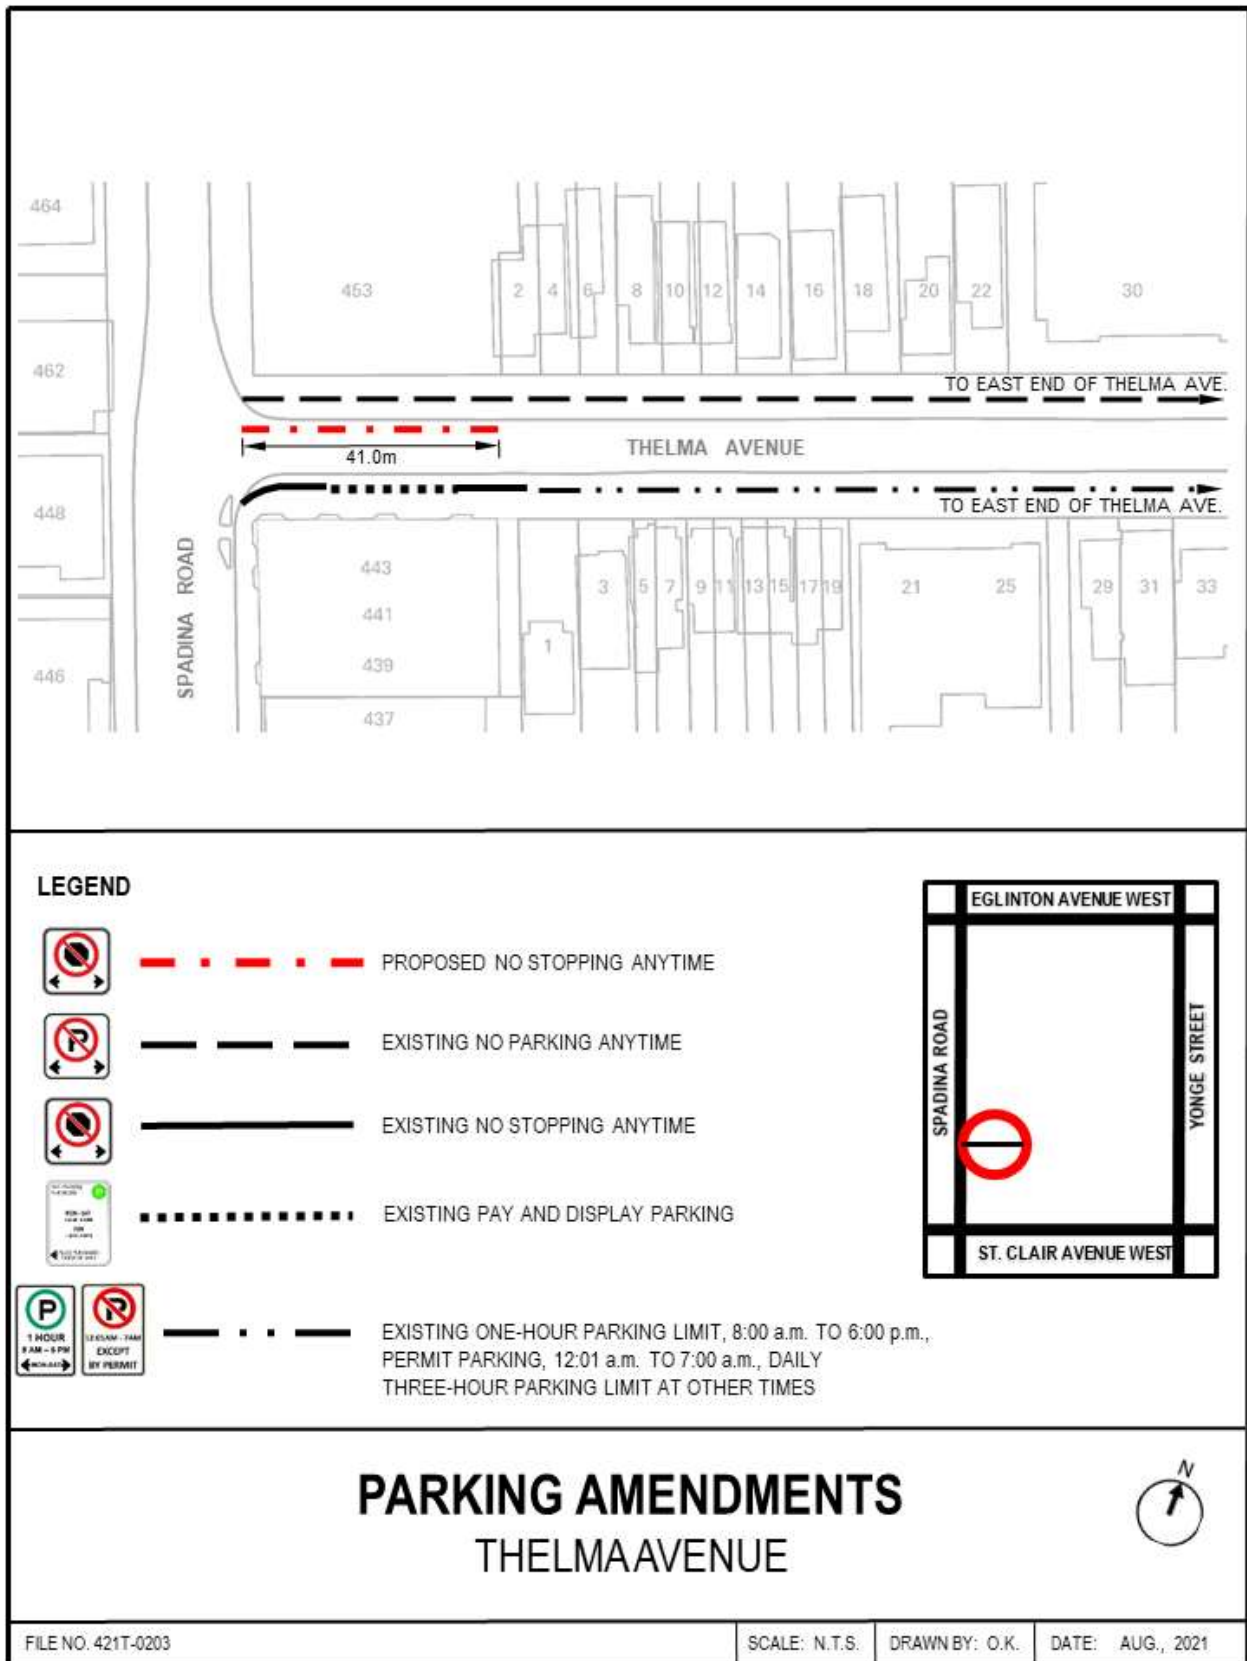 464
453
2 4 6 8 10 12 14 16 18 20 22 30
462
TO EAST END OF THELMA AVE.
41.0m
THELMA AVENUE
448
TO EAST END OF THELMA AVE.
SPADINA ROAD
443
441
439
437
446
1 3 5 7 9 11 13 15 17 19 21 25 29 31 33
LEGEND
PROPOSED NO STOPPING ANYTIME
EXISTING NO PARKING ANYTIME
EXISTING NO STOPPING ANYTIME
EXISTING PAY AND DISPLAY PARKING
P
1 HOUR
8 AM - 6 PM
MON-SAT
P
12:01AM - 7AM
EXCEPT
BY PERMIT
EXISTING ONE-HOUR PARKING LIMIT, 8:00 a.m. TO 6:00 p.m.,
PERMIT PARKING, 12:01 a.m. TO 7:00 a.m., DAILY
THREE-HOUR PARKING LIMIT AT OTHER TIMES
EGLINTON AVENUE WEST
SPADINA ROAD
YONGE STREET
ST. CLAIR AVENUE WEST
PARKING AMENDMENTS
THELMA AVENUE
N
FILE NO. 421T-0203
SCALE: N.T.S.
DRAWN BY: O.K.
DATE: AUG., 2021